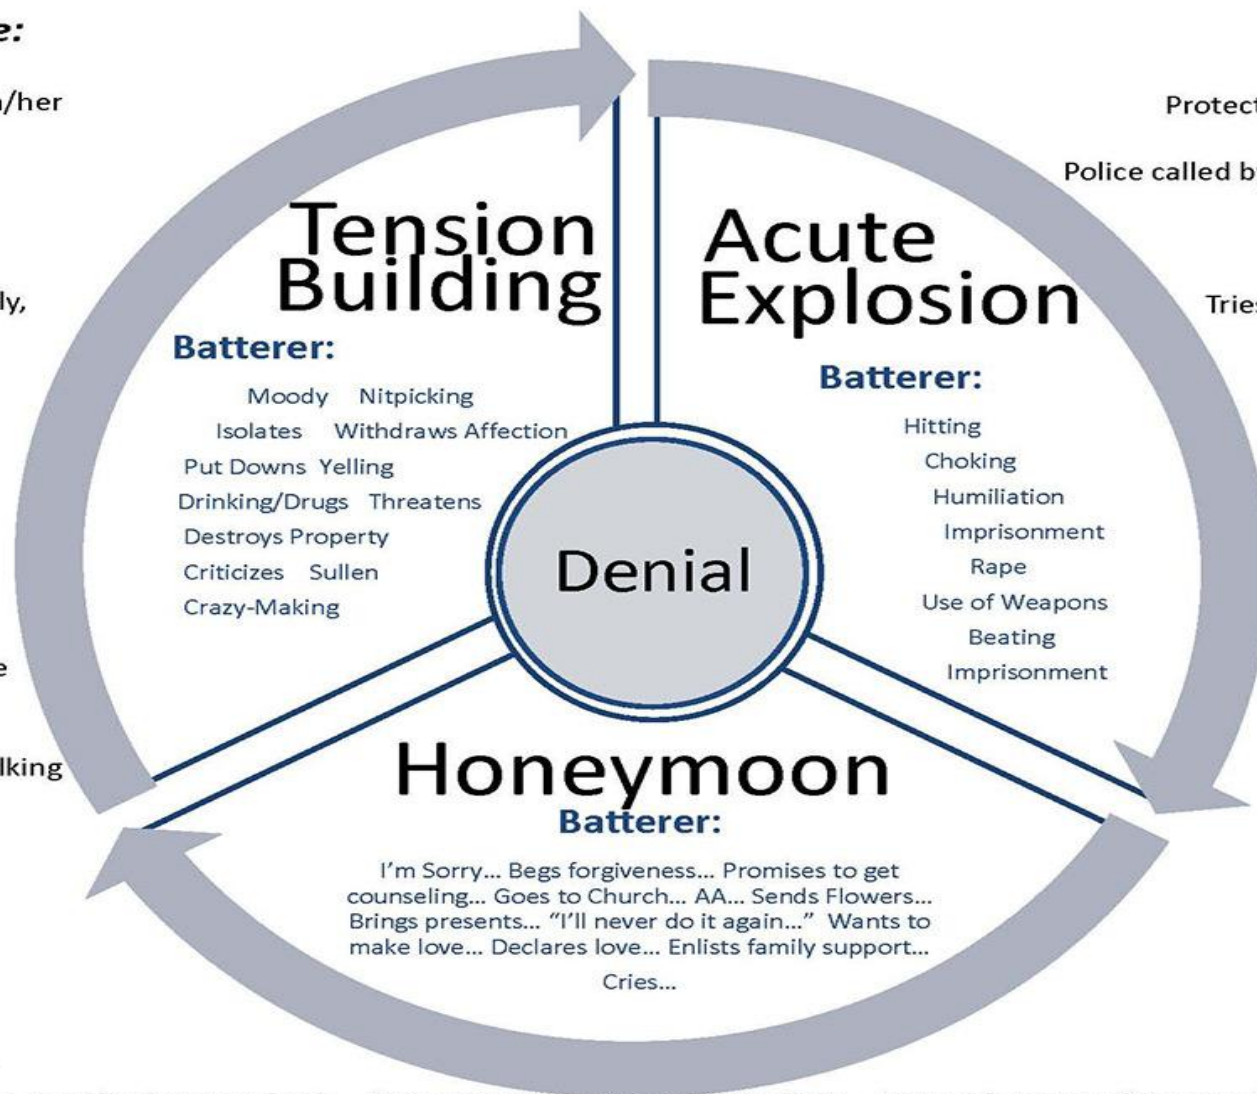 e:
n/her
ly,
e
lking
Tension
Building
Batterer:
Moody Nitpicking
Isolates Withdraws Affection
Put Downs Yelling
Drinking/Drugs Threatens
Destroys Property
Criticizes Sullen
Crazy-Making
Acute
Explosion
Batterer:
Hitting
Choking
Humiliation
Imprisonment
Rape
Use of Weapons
Beating
Imprisonment
Protect
Police called b
Tries
Denial
Honeymoon
Batterer:
I'm Sorry... Begs forgiveness... Promises to get
counseling... Goes to Church... AA... Sends Flowers...
Brings presents... “I'll never do it again...” Wants to
make love... Declares love... Enlists family support...
Cries...